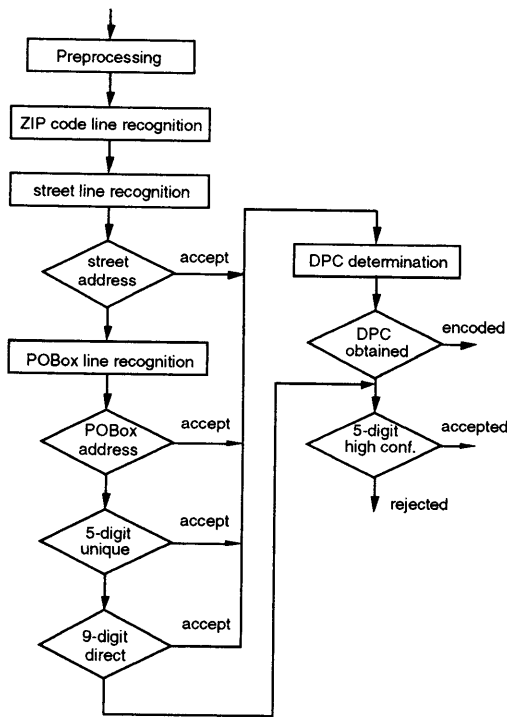 Preprocessing
ZIP code line recognition
street line recognition
street
address
accept
POBox line recognition
POBox
address
accept
5-digit
unique
accept
9-digit
direct
accept
DPC determination
DPC
obtained
encoded
5-digit
high conf.
accepted
rejected